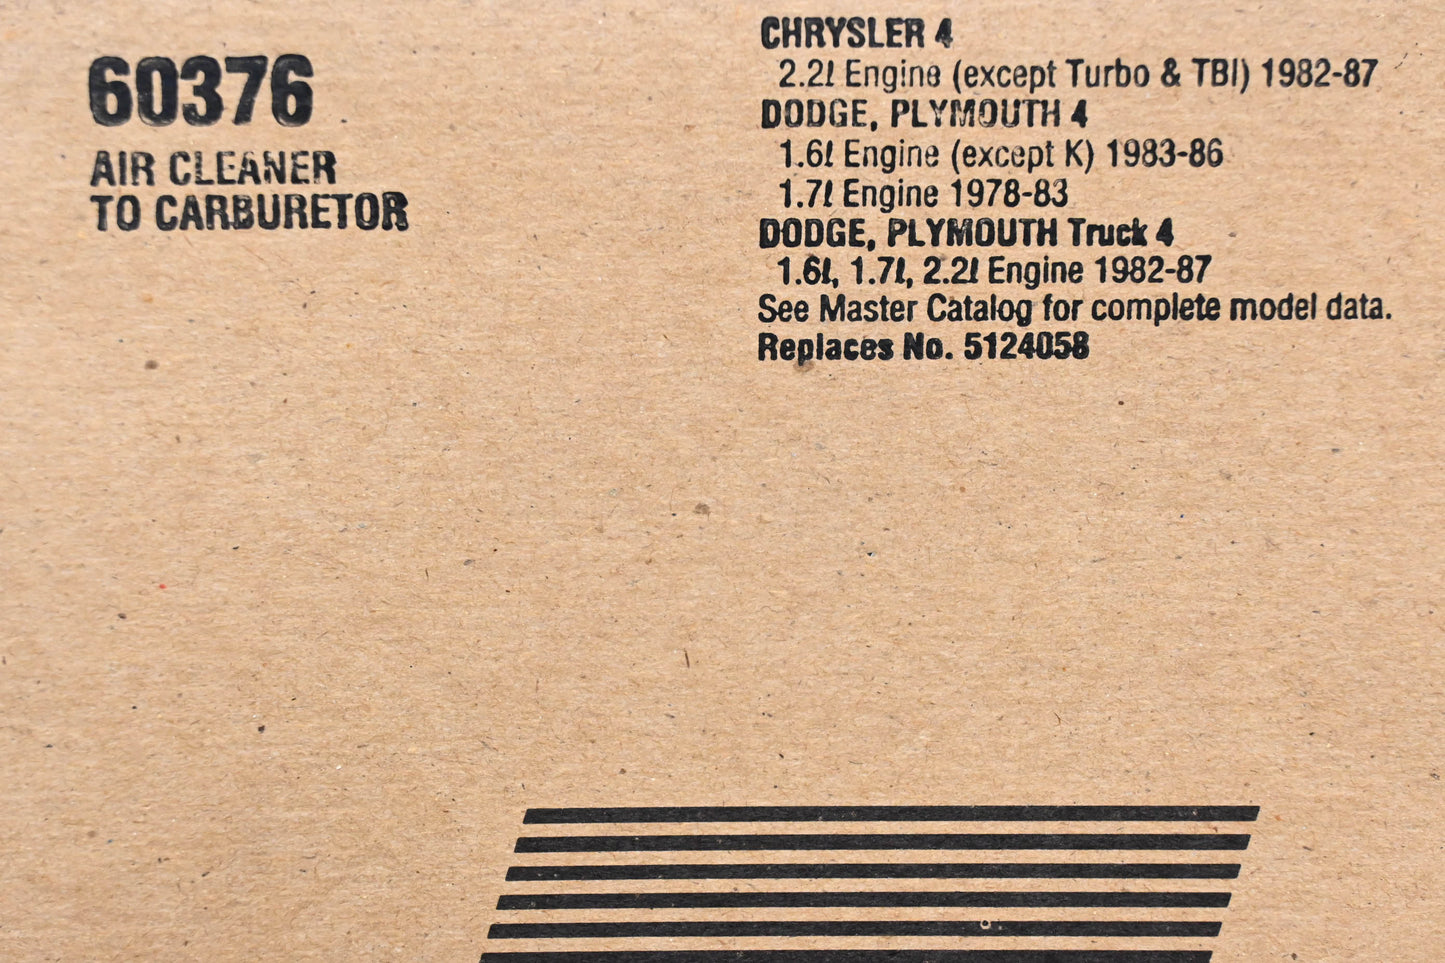 60376
AIR CLEANER
TO CARBURETOR
CHRYSLER 4
2.2l Engine (except Turbo & TBI) 1982-87
DODGE, PLYMOUTH 4
1.6l Engine (except K) 1983-86
1.7l Engine 1978-83
DODGE, PLYMOUTH Truck 4
1.6l, 1.7l, 2.2l Engine 1982-87
See Master Catalog for complete model data.
Replaces No. 5124058